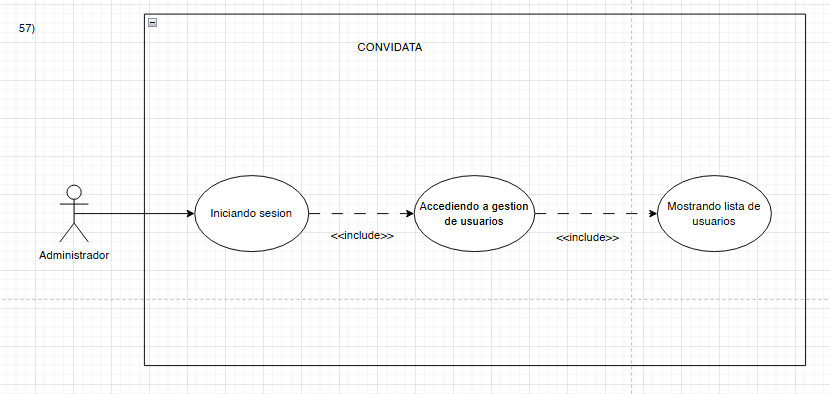 57)
CONVIDATA
Iniciando sesion
Accediendo a gestion
de usuarios
Mostrando lista de
usuarios
<<include>>
<<include>>
Administrador